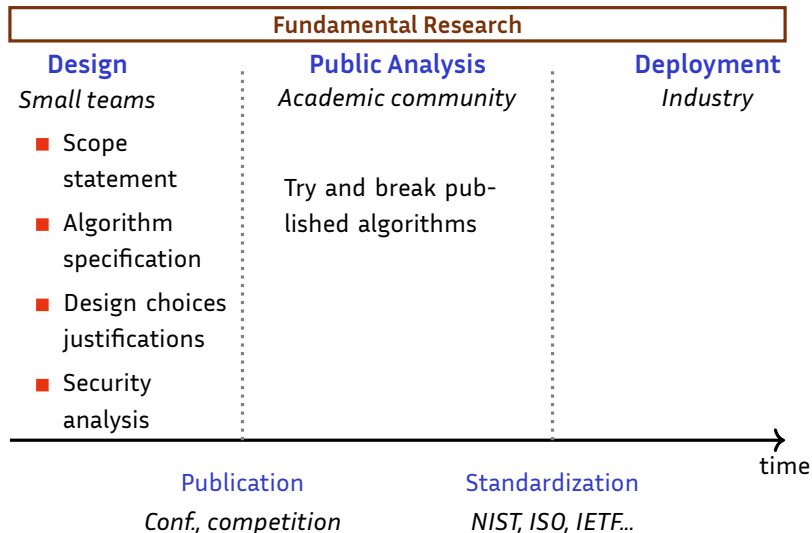 Fundamental Research
Design
Small teams
Scope
statement
Algorithm
specification
Design choices
justifications
Security
analysis
Public Analysis
Academic community
Try and break pub-
lished algorithms
Deployment
Industry
time
Publication
Conf., competition
Standardization
NIST, ISO, IETF...